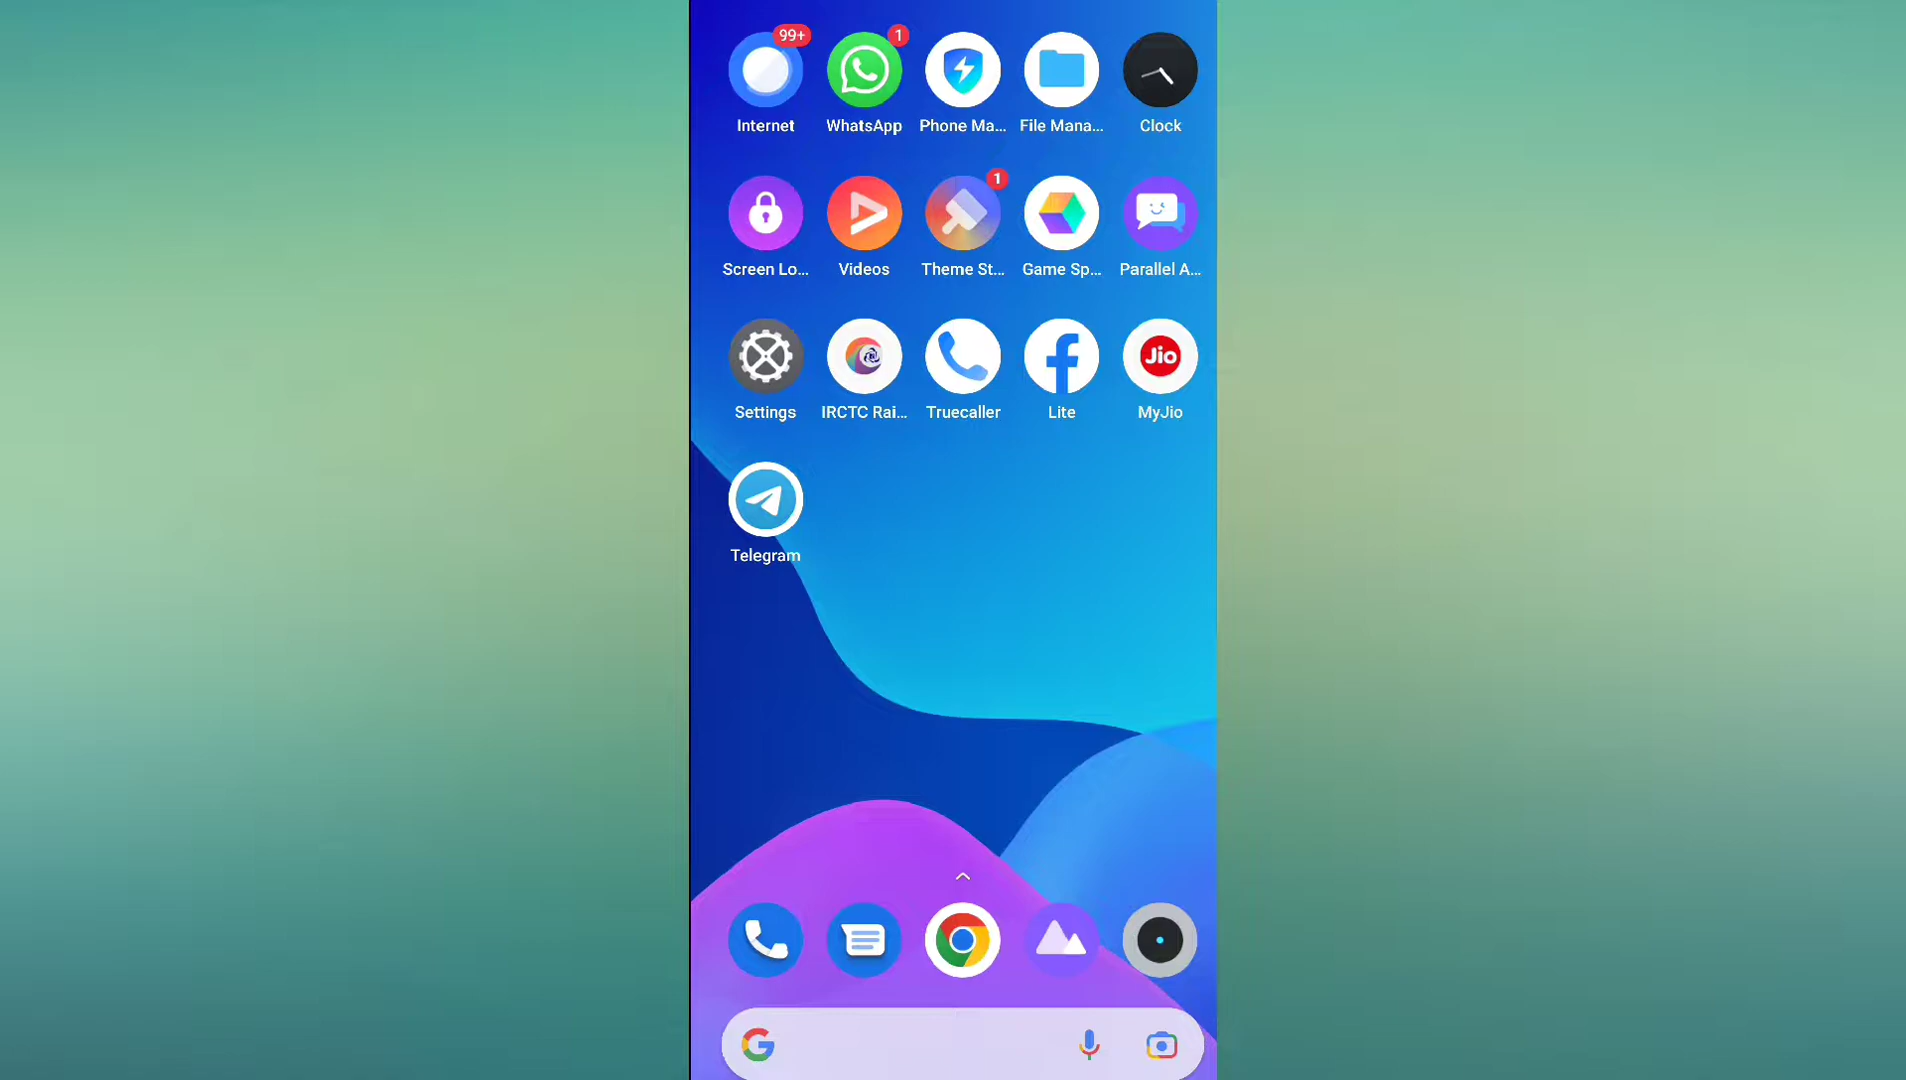 99+
1
Internet WhatsApp Phone Ma... File Mana... Clock
1
Screen Lo... Videos Theme St... Game Sp... Parallel A...
Jio
Settings IRCTC Rai... Truecaller Lite MyJio
Telegram